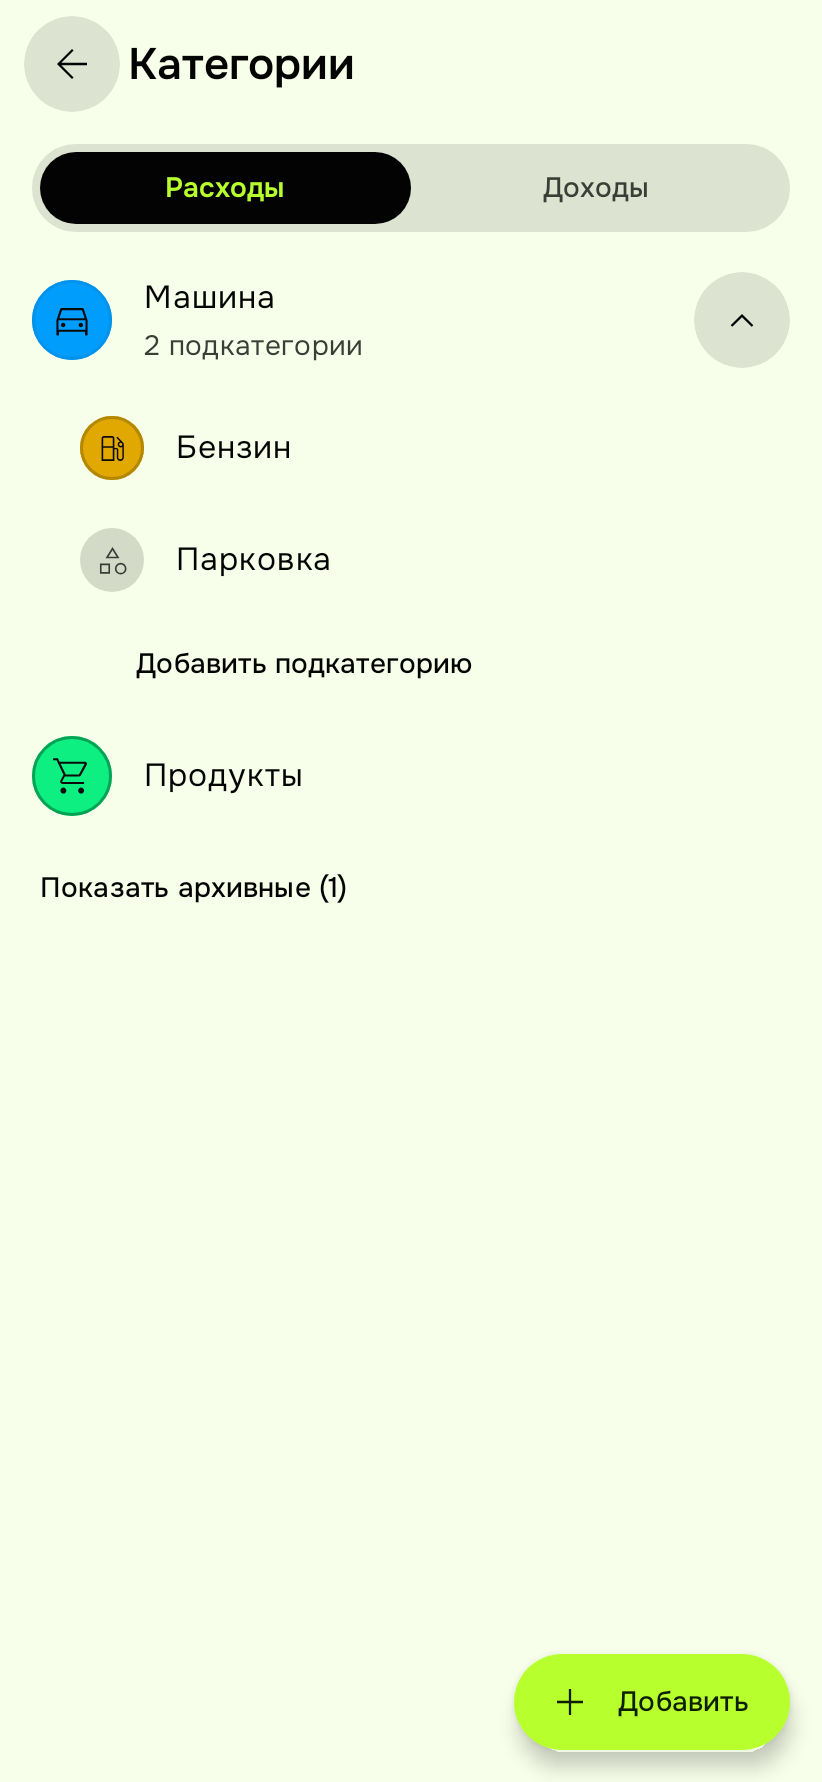 Категории
Расходы
Доходы
Машина
2 подкатегории
Бензин
Парковка
Добавить подкатегорию
Продукты
Показать архивные (1)
Добавить